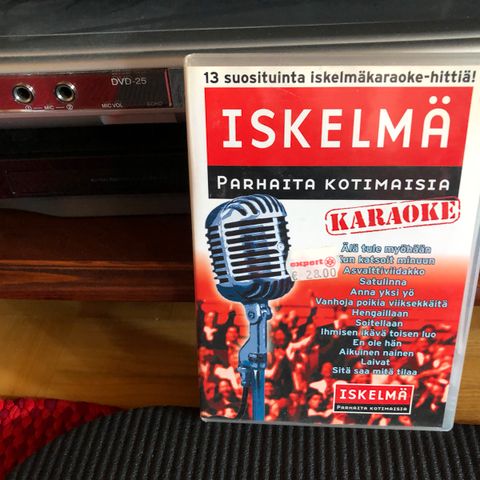 DVD-25
MIC
MIC VOL
ECHO
13 suosituinta iskelmäkaraoke-hittiä!
ISKELMÄ
PARHAITA KOTIMAISIA
KARAOKE
Älä tule myöhään
Kun katsoit minuun
Asvalttiviidakko
Satulinna
Anna yksi yö
Vanhoja poikia viiksekkäitä
Hengaillaan
Soitellaan
Ihmisen ikävä toisen luo
En ole hän
Aikuinen nainen
Laivat
Sitä saa mitä tilaa
expert
€ 28.00
ISKELMÄ
PARHAITA KOTIMAISIA